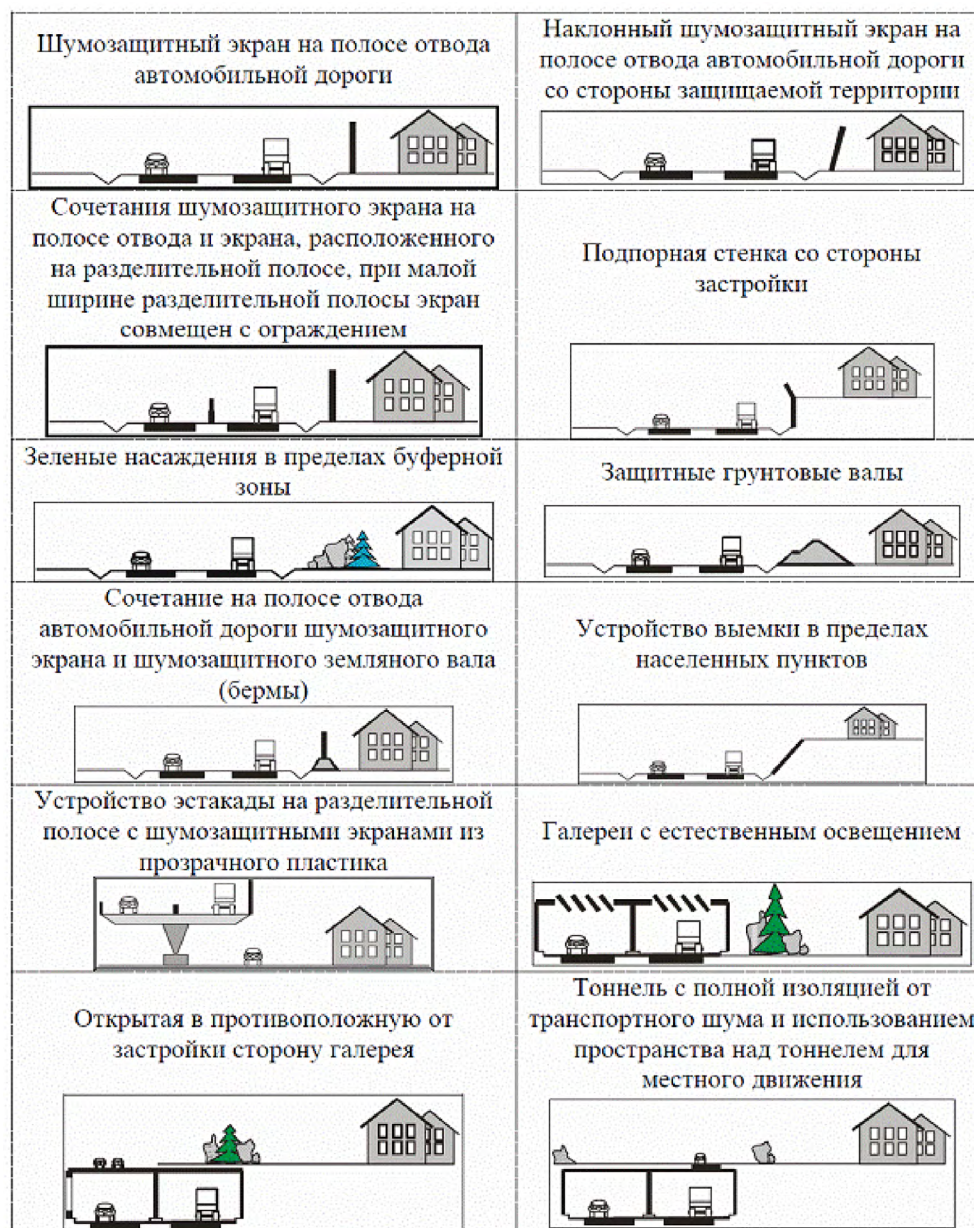 Шумозащитный экран на полосе отвода
автомобильной дороги
Наклонный шумозащитный экран на
полосе отвода автомобильной дороги
со стороны защищаемой территории
Сочетания шумозащитного экрана на
полосе отвода и экрана, расположенного
на разделительной полосе, при малой
ширине разделительной полосы экран
совмещен с ограждением
Подпорная стенка со стороны
застройки
Зеленые насаждения в пределах буферной
зоны
Защитные грунтовые валы
Сочетание на полосе отвода
автомобильной дороги шумозащитного
экрана и шумозащитного земляного вала
(бермы)
Устройство выемки в пределах
населенных пунктов
Устройство эстакады на разделительной
полосе с шумозащитными экранами из
прозрачного пластика
Галереи с естественным освещением
Открытая в противоположную от
застройки сторону галерея
Тоннель с полной изоляцией от
транспортного шума и использованием
пространства над тоннелем для
местного движения